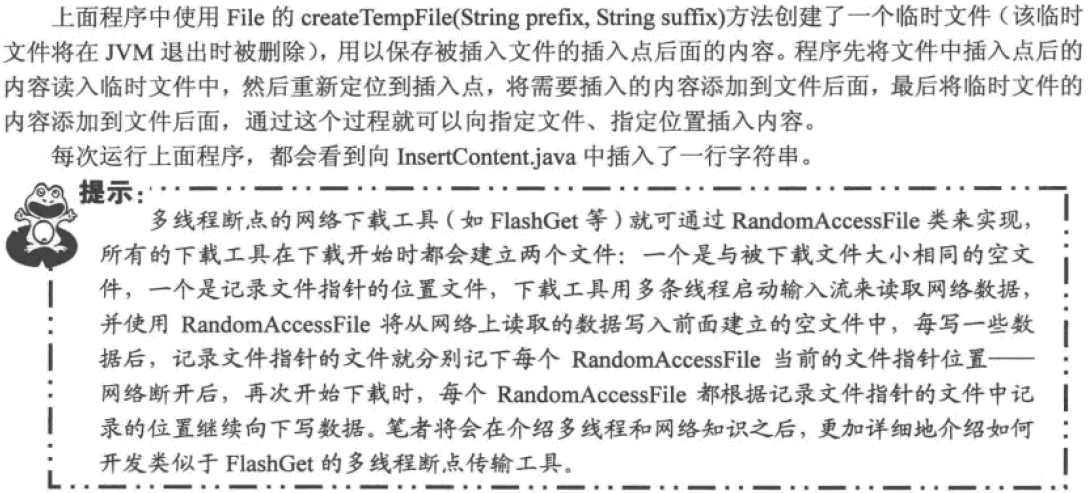 上面程序中使用 File 的 createTempFile(String prefix, String suffix)方法创建了一个临时文件（该临时
文件将在 JVM 退出时被删除），用以保存被插入文件的插入点后面的内容。程序先将文件中插入点后的
内容读入临时文件中，然后重新定位到插入点，将需要插入的内容添加到文件后面，最后将临时文件的
内容添加到文件后面，通过这个过程就可以向指定文件、指定位置插入内容。
每次运行上面程序，都会看到向 InsertContent.java 中插入了一行字符串。
提示：
多线程断点的网络下载工具（如 FlashGet 等）就可通过 RandomAccessFile 类来实现，
所有的下载工具在下载开始时都会建立两个文件：一个是与被下载文件大小相同的空文
件，一个是记录文件指针的位置文件，下载工具用多条线程启动输入流来读取网络数据，
并使用 RandomAccessFile 将从网络上读取的数据写入前面建立的空文件中，每写一些数
据后，记录文件指针的文件就分别记下每个 RandomAccessFile 当前的文件指针位置——
网络断开后，再次开始下载时，每个 RandomAccessFile 都根据记录文件指针的文件中记
录的位置继续向下写数据。笔者将会在介绍多线程和网络知识之后，更加详细地介绍如何
开发类似于 FlashGet 的多线程断点传输工具。